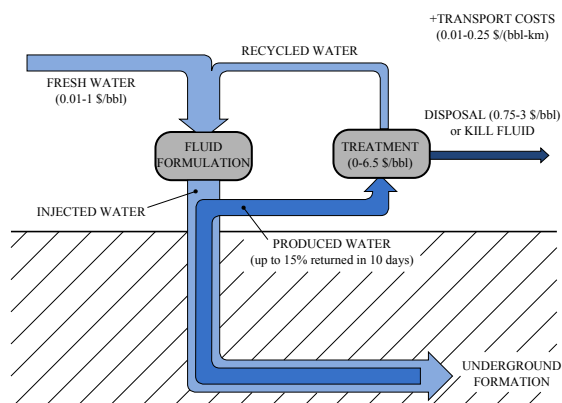 +TRANSPORT COSTS
(0.01-0.25 $/(bbl-km)
RECYCLED WATER
FRESH WATER
(0.01-1 $/bbl)
DISPOSAL (0.75-3 $/bbl)
or KILL FLUID
FLUID
FORMULATION
TREATMENT
(0-6.5 $/bbl)
INJECTED WATER
PRODUCED WATER
(up to 15% returned in 10 days)
UNDERGROUND
FORMATION